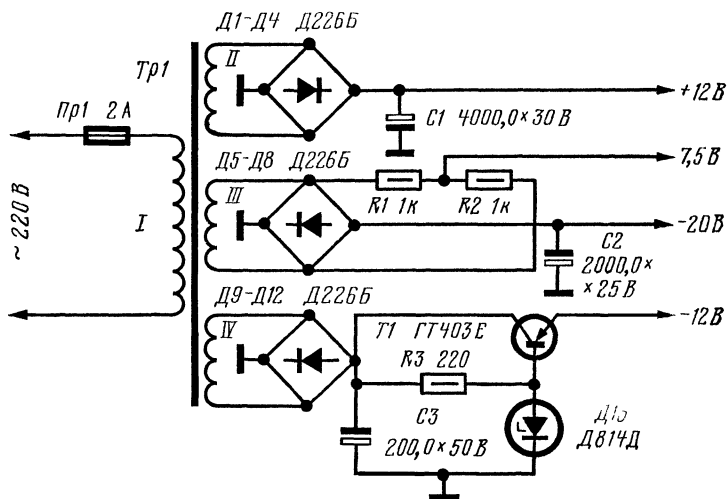 Д1-Д4 Д226Б
Тр1
II
+12В
Пр1 2А
С1 4000,0×30В
7,5В
Д5-Д8 Д226Б
III
R1 1к
R2 1к
~220В
I
-20В
С2
2000,0×
×25В
Д9-Д12 Д226Б
IV
Т1 ГТ403Е
-12В
R3 220
С3
200,0×50В
Д814Д